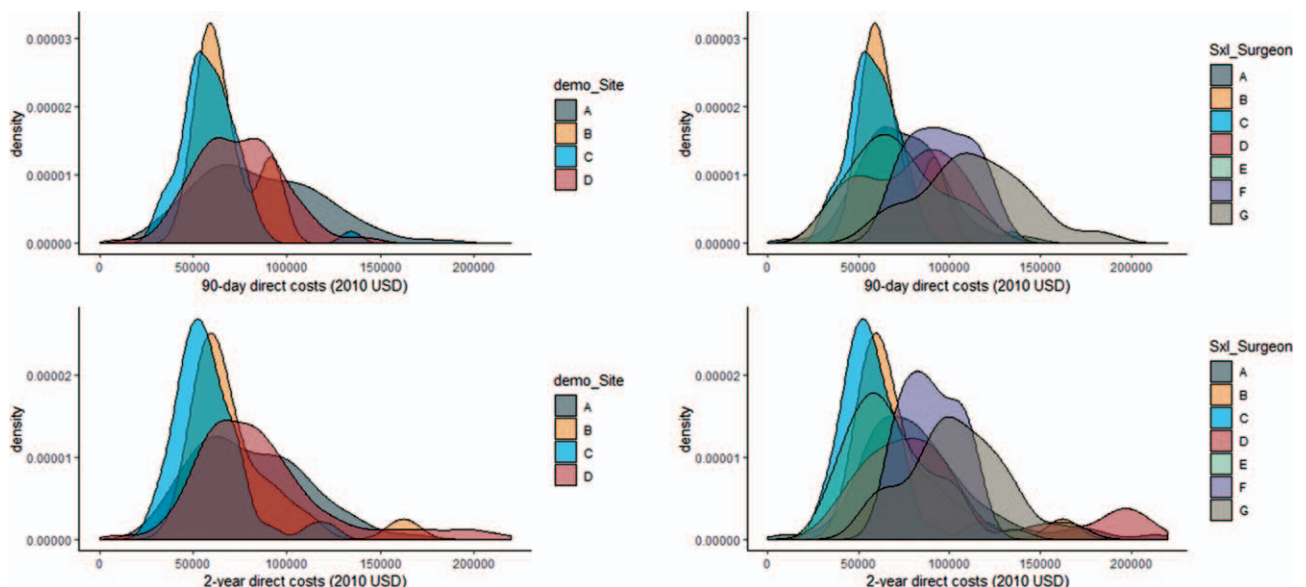 0.00003
0.00002
0.00001
0.00000
density
0 50000 100000 150000 200000
90-day direct costs (2010 USD)
demo_Site
A
B
C
D
0.00003
0.00002
0.00001
0.00000
density
0 50000 100000 150000 200000
90-day direct costs (2010 USD)
Sxl_Surgeon
A
B
C
D
E
F
G
0.00002
0.00001
0.00000
density
0 50000 100000 150000 200000
2-year direct costs (2010 USD)
demo_Site
A
B
C
D
0.00002
0.00001
0.00000
density
0 50000 100000 150000 200000
2-year direct costs (2010 USD)
Sxl_Surgeon
A
B
C
D
E
F
G